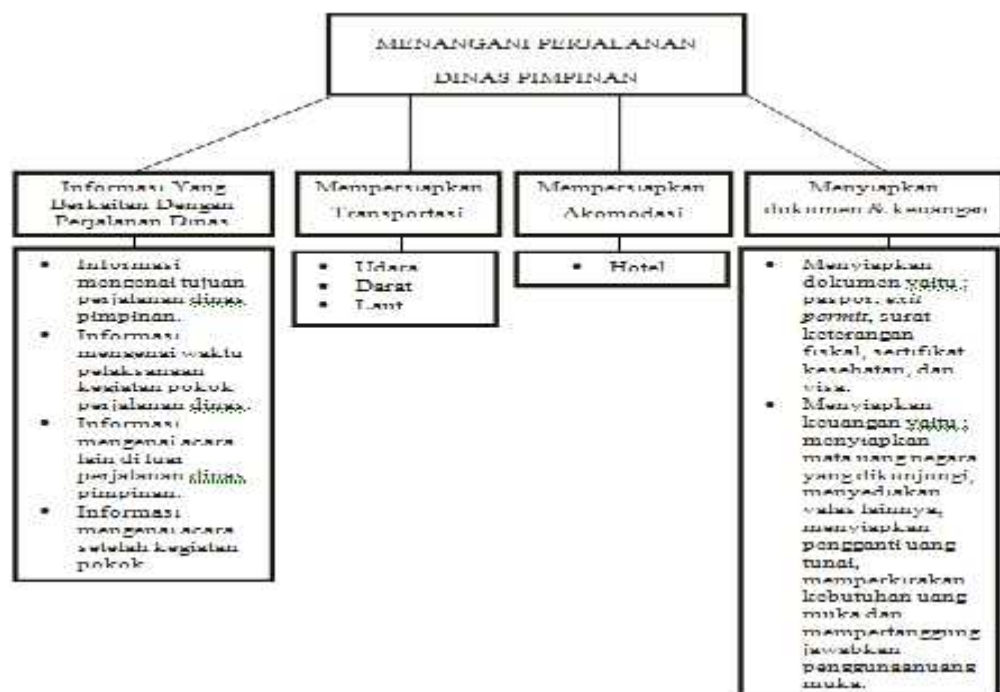 MENANGANI PERJALANAN
DINAS PIMPINAN
Informasi Yang
Berkaitan Dengan
Perjalanan Dinas
• Informasi
mengenai tujuan
perjalanan dinas
pimpinan.
• Informasi
mengenai waktu
pelaksanaan
kegiatan pokok
perjalanan dinas.
• Informasi
mengenai acara
lain di luar
perjalanan dinas
pimpinan.
• Informasi
mengenai acara
setelah kegiatan
pokok
Mempersiapkan
Transportasi
• Udara
• Darat
• Laut
Mempersiapkan
Akomodasi
• Hotel
Menyiapkan
dokumen & keuangan
• Menyiapkan
dokumen yaitu :
paspor, exit
permit, surat
keterangan
fiskal, sertifikat
kesehatan, dan
visa.
• Menyiapkan
keuangan yaitu :
menyiapkan
mata uang negara
yang dikunjungi,
menyediakan
valas lainnya,
menyiapkan
pengganti uang
tunai,
memperkirakan
kebutuhan uang
muka dan
mempertanggung
jawabkan
penggunaanuang
muka.